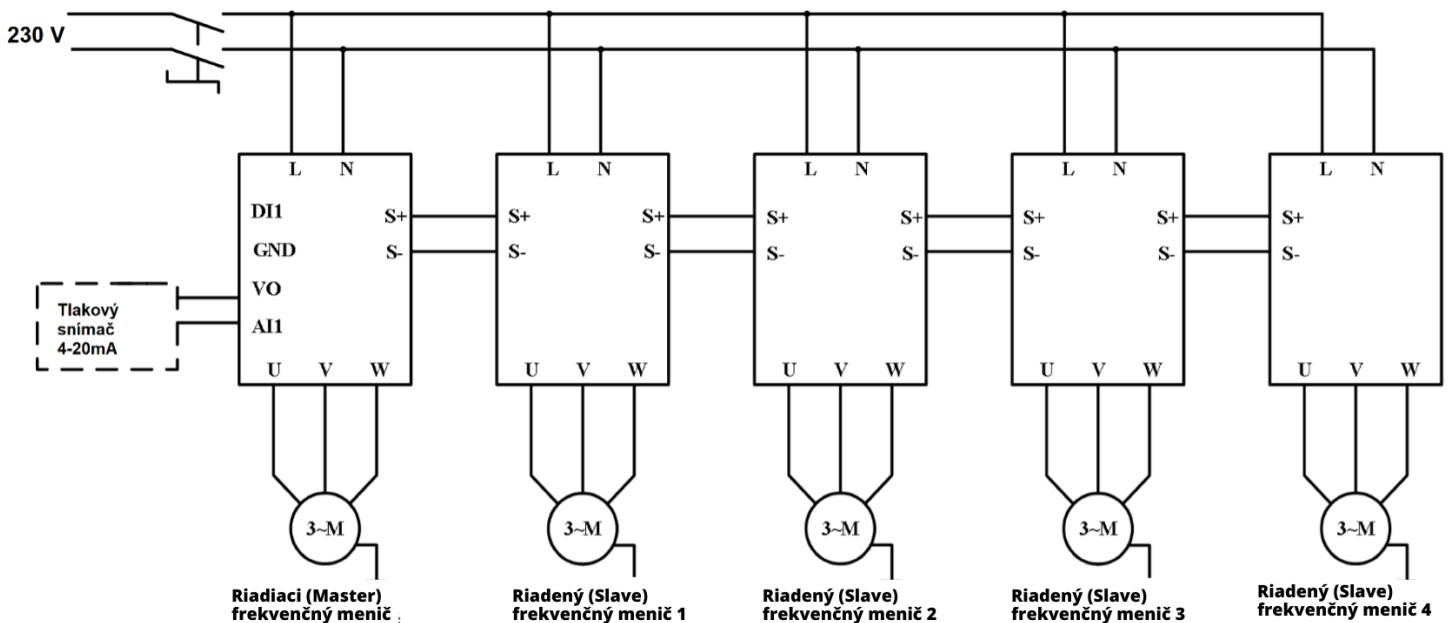 230 V
L N
L N
L N
L N
L N
DI1
GND
VO
AI1
S+
S-
S+
S-
S+
S-
S+
S-
S+
S-
S+
S-
S+
S-
S+
S-
Tlakový
snímač
4-20mA
U V W
U V W
U V W
U V W
U V W
3~M
3~M
3~M
3~M
3~M
Riadiaci (Master)
frekvenčný menič
Riadený (Slave)
frekvenčný menič 1
Riadený (Slave)
frekvenčný menič 2
Riadený (Slave)
frekvenčný menič 3
Riadený (Slave)
frekvenčný menič 4